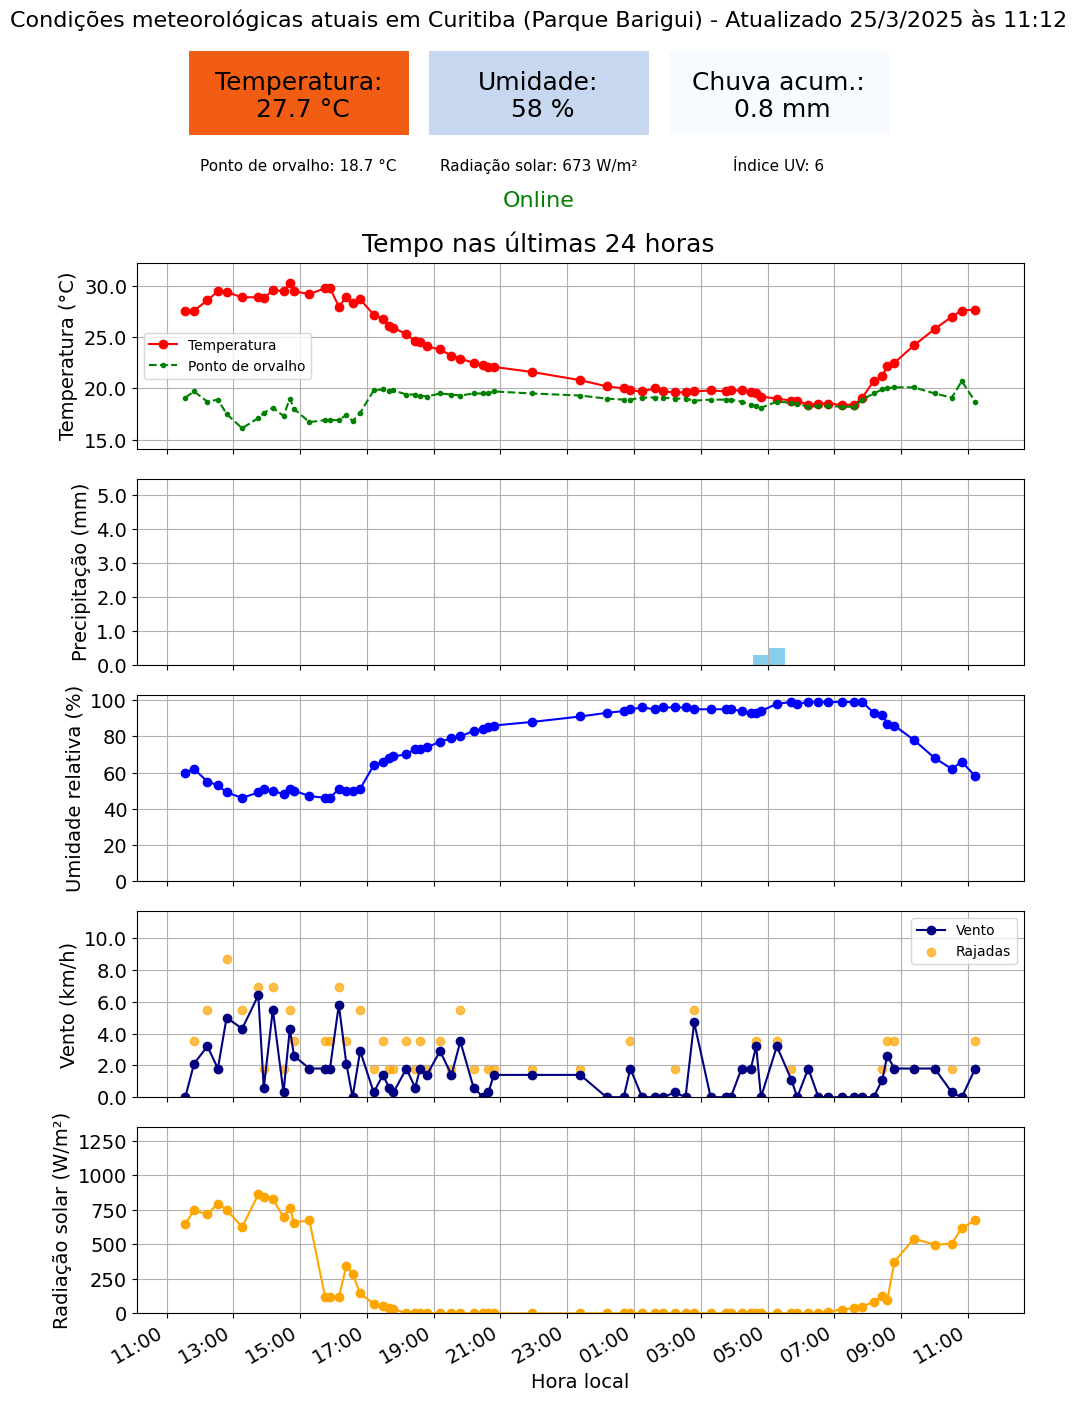 Condições meteorológicas atuais em Curitiba (Parque Barigui) - Atualizado 25/3/2025 às 11:12
Temperatura:
27.7 °C
Umidade:
58 %
Chuva acum.:
0.8 mm
Ponto de orvalho: 18.7 °C
Radiação solar: 673 W/m²
Índice UV: 6
Online
Tempo nas últimas 24 horas
Temperatura (°C)
30.0
25.0
20.0
15.0
Temperatura
Ponto de orvalho
Precipitação (mm)
5.0
4.0
3.0
2.0
1.0
0.0
Umidade relativa (%)
100
80
60
40
20
0
Vento (km/h)
10.0
8.0
6.0
4.0
2.0
0.0
Vento
Rajadas
Radiação solar (W/m²)
1250
1000
750
500
250
0
11:00
13:00
15:00
17:00
19:00
21:00
23:00
01:00
03:00
05:00
07:00
09:00
11:00
Hora local